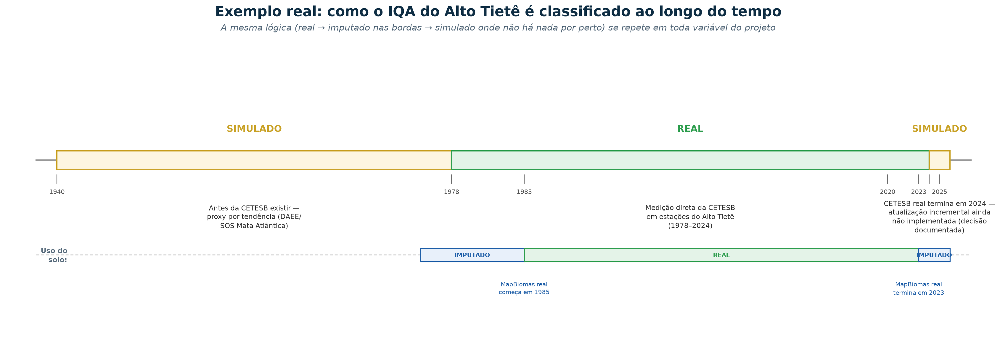 Exemplo real: como o IQA do Alto Tietê é classificado ao longo do tempo
A mesma lógica (real → imputado nas bordas → simulado onde não há nada por perto) se repete em toda variável do projeto
SIMULADO
REAL
SIMULADO
1940
1978
1985
2020
2023
2025
Antes da CETESB existir —
proxy por tendência (DAEE/
SOS Mata Atlântica)
Medição direta da CETESB
em estações do Alto Tietê
(1978–2024)
CETESB real termina em 2024 —
atualização incremental ainda
não implementada (decisão
documentada)
Uso do
solo:
IMPUTADO
REAL
IMPUTADO
MapBiomas real
começa em 1985
MapBiomas real
termina em 2023